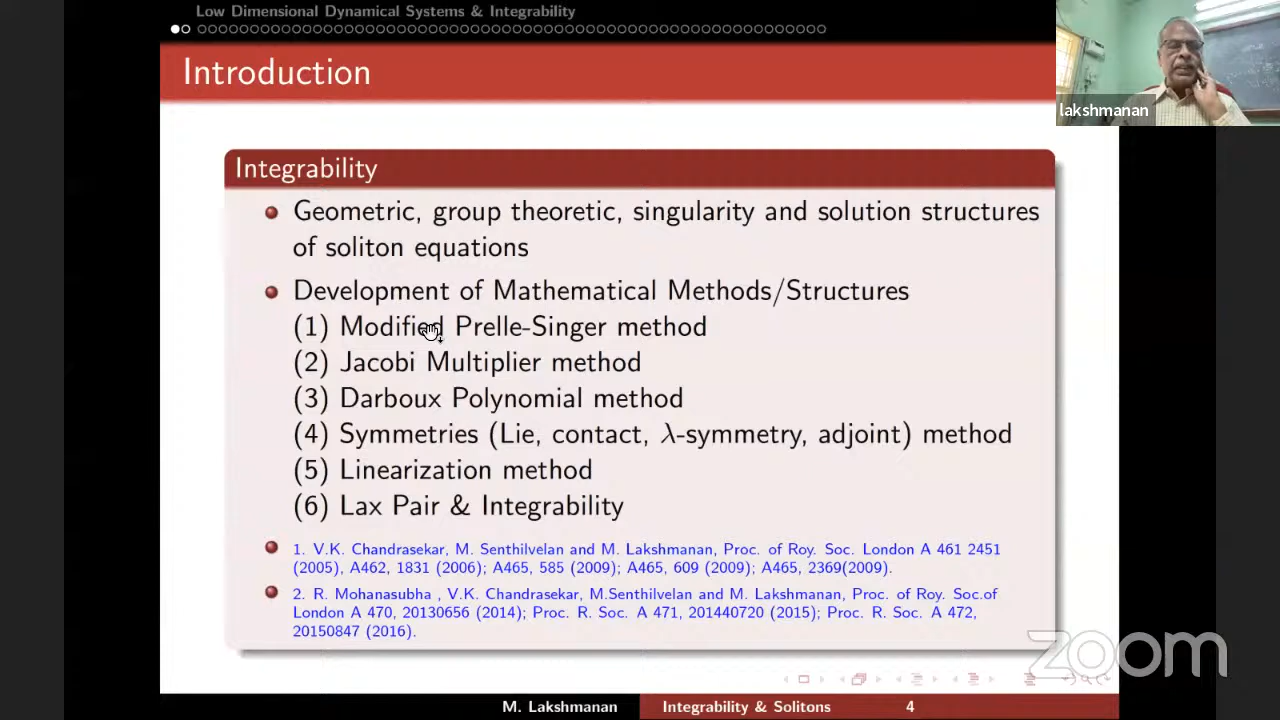 Low Dimensional Dynamical Systems & Integrability
Introduction
lakshmanan
Integrability
Geometric, group theoretic, singularity and solution structures
of soliton equations
Development of Mathematical Methods/Structures
(1) Modified Prelle-Singer method
(2) Jacobi Multiplier method
(3) Darboux Polynomial method
(4) Symmetries (Lie, contact, λ-symmetry, adjoint) method
(5) Linearization method
(6) Lax Pair & Integrability
1. V.K. Chandrasekar, M. Senthilvelan and M. Lakshmanan, Proc. of Roy. Soc. London A 461 2451
(2005), A462, 1831 (2006); A465, 585 (2009); A465, 609 (2009); A465, 2369(2009).
2. R. Mohanasubha , V.K. Chandrasekar, M.Senthilvelan and M. Lakshmanan, Proc. of Roy. Soc.of
London A 470, 20130656 (2014); Proc. R. Soc. A 471, 201440720 (2015); Proc. R. Soc. A 472,
20150847 (2016).
zoom
M. Lakshmanan Integrability & Solitons 4